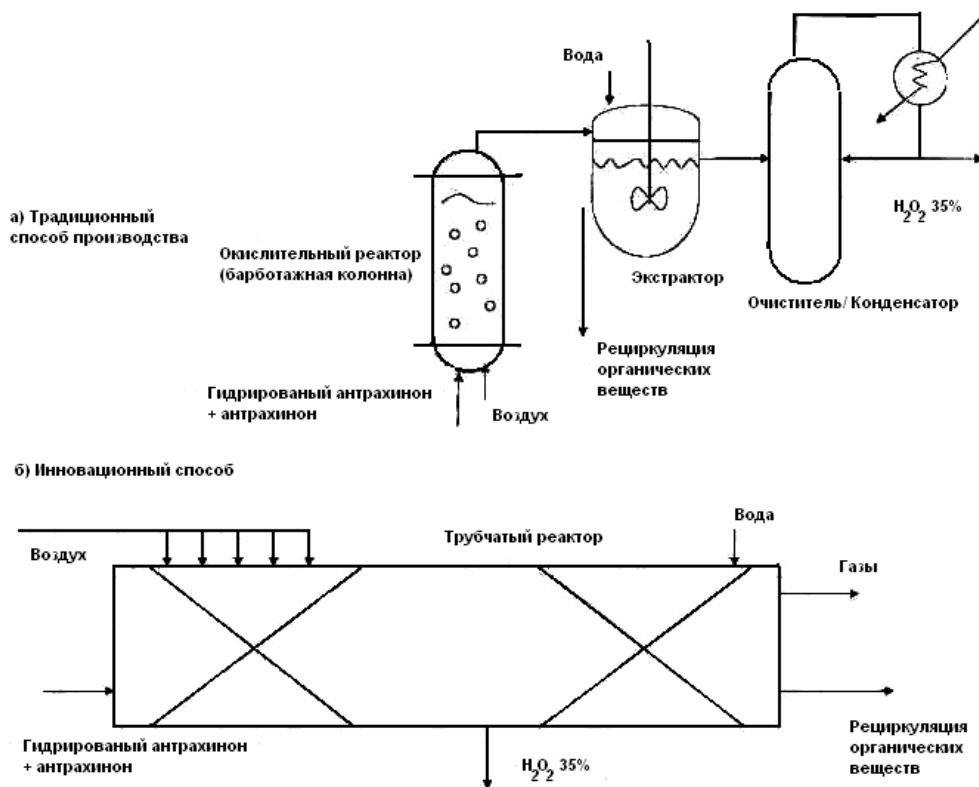 Вода
H2O2 35%
а) Традиционный
способ производства
Окислительный реактор
(барботажная колонна)
Экстрактор
Очиститель/ Конденсатор
Рециркуляция
органических
веществ
Гидрированый антрахинон
+ антрахинон
Воздух
б) Инновационный способ
Воздух
Трубчатый реактор
Вода
Газы
Гидрированый антрахинон
+ антрахинон
H2O2 35%
Рециркуляция
органических
веществ